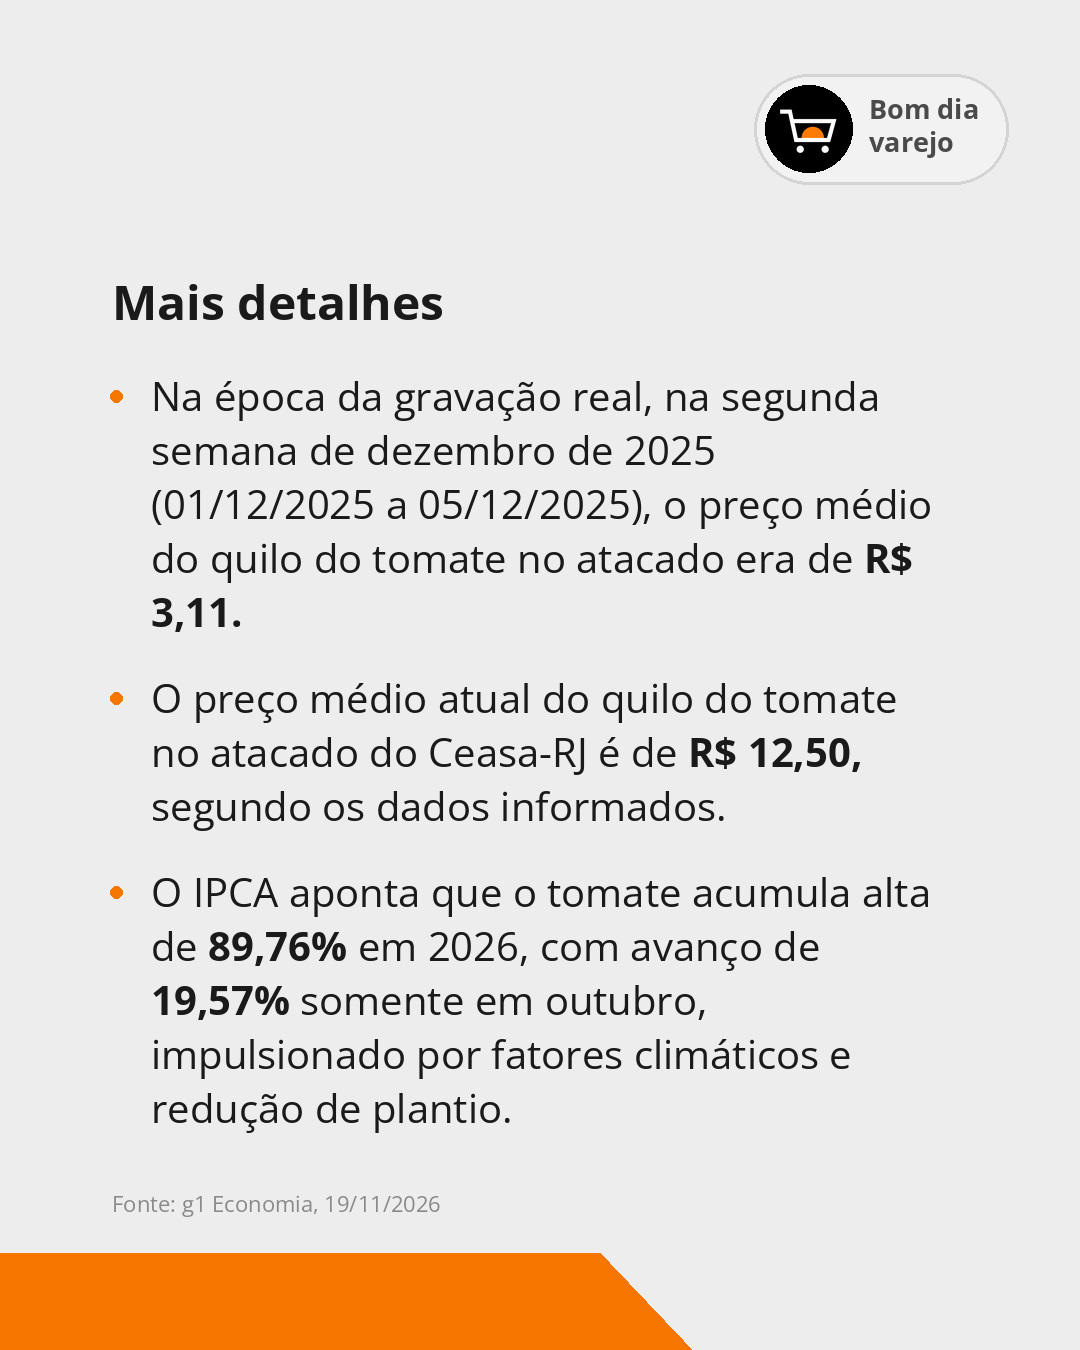 Bom dia
varejo
Mais detalhes
Na época da gravação real, na segunda
semana de dezembro de 2025
(01/12/2025 a 05/12/2025), o preço médio
do quilo do tomate no atacado era de R$
3,11.
O preço médio atual do quilo do tomate
no atacado do Ceasa-RJ é de R$ 12,50,
segundo os dados informados.
O IPCA aponta que o tomate acumula alta
de 89,76% em 2026, com avanço de
19,57% somente em outubro,
impulsionado por fatores climáticos e
redução de plantio.
Fonte: g1 Economia, 19/11/2026